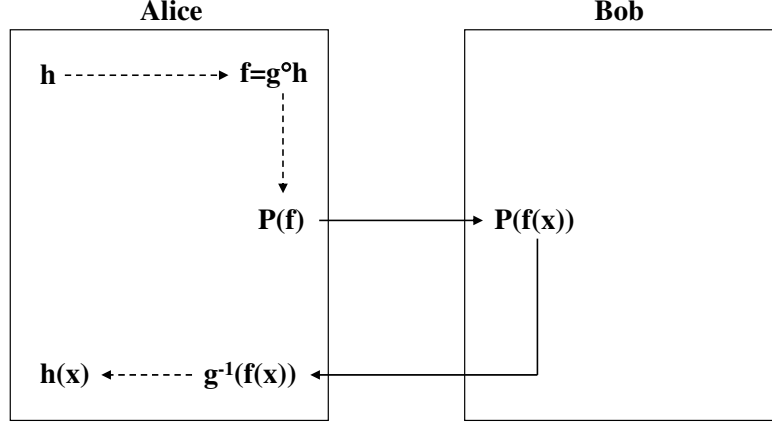 Alice
Bob
h
f=g°h
P(f)
P(f(x))
h(x)
g⁻¹(f(x))